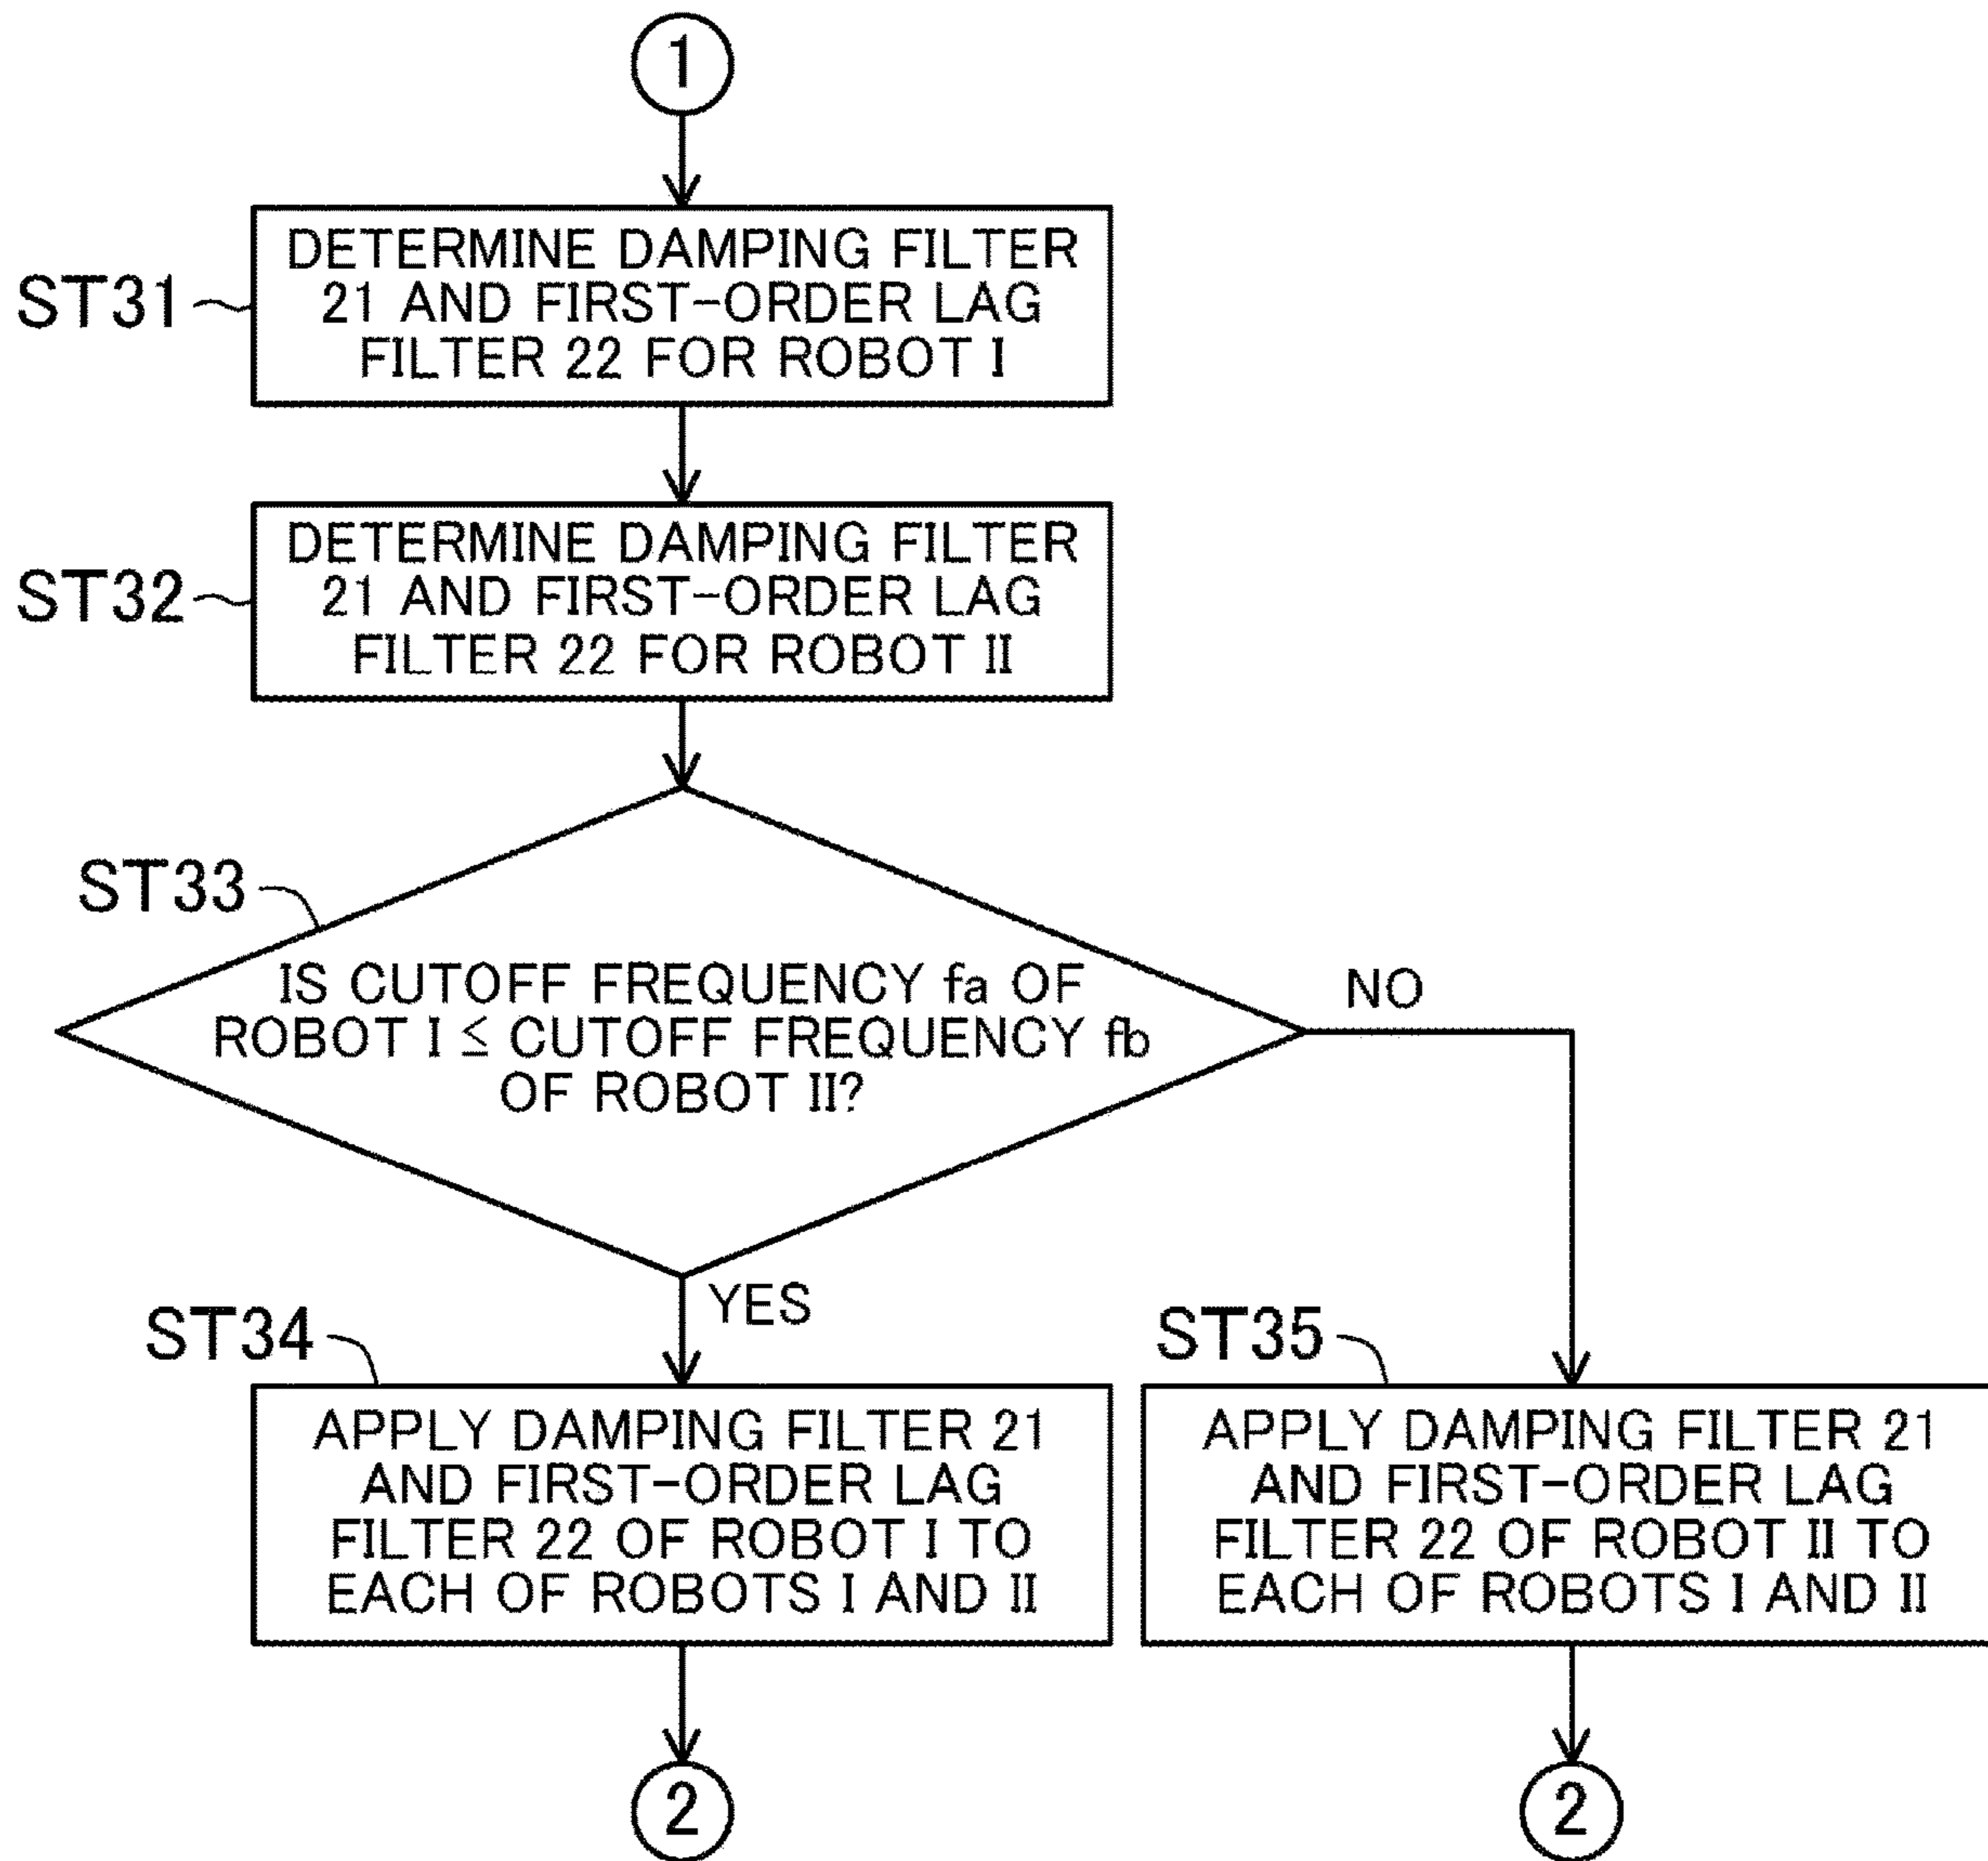 1
ST31
DETERMINE DAMPING FILTER
21 AND FIRST-ORDER LAG
FILTER 22 FOR ROBOT I
ST32
DETERMINE DAMPING FILTER
21 AND FIRST-ORDER LAG
FILTER 22 FOR ROBOT II
ST33
IS CUTOFF FREQUENCY fa OF
ROBOT I ≤ CUTOFF FREQUENCY fb
OF ROBOT II?
NO
YES
ST34
APPLY DAMPING FILTER 21
AND FIRST-ORDER LAG
FILTER 22 OF ROBOT I TO
EACH OF ROBOTS I AND II
ST35
APPLY DAMPING FILTER 21
AND FIRST-ORDER LAG
FILTER 22 OF ROBOT II TO
EACH OF ROBOTS I AND II
2
2